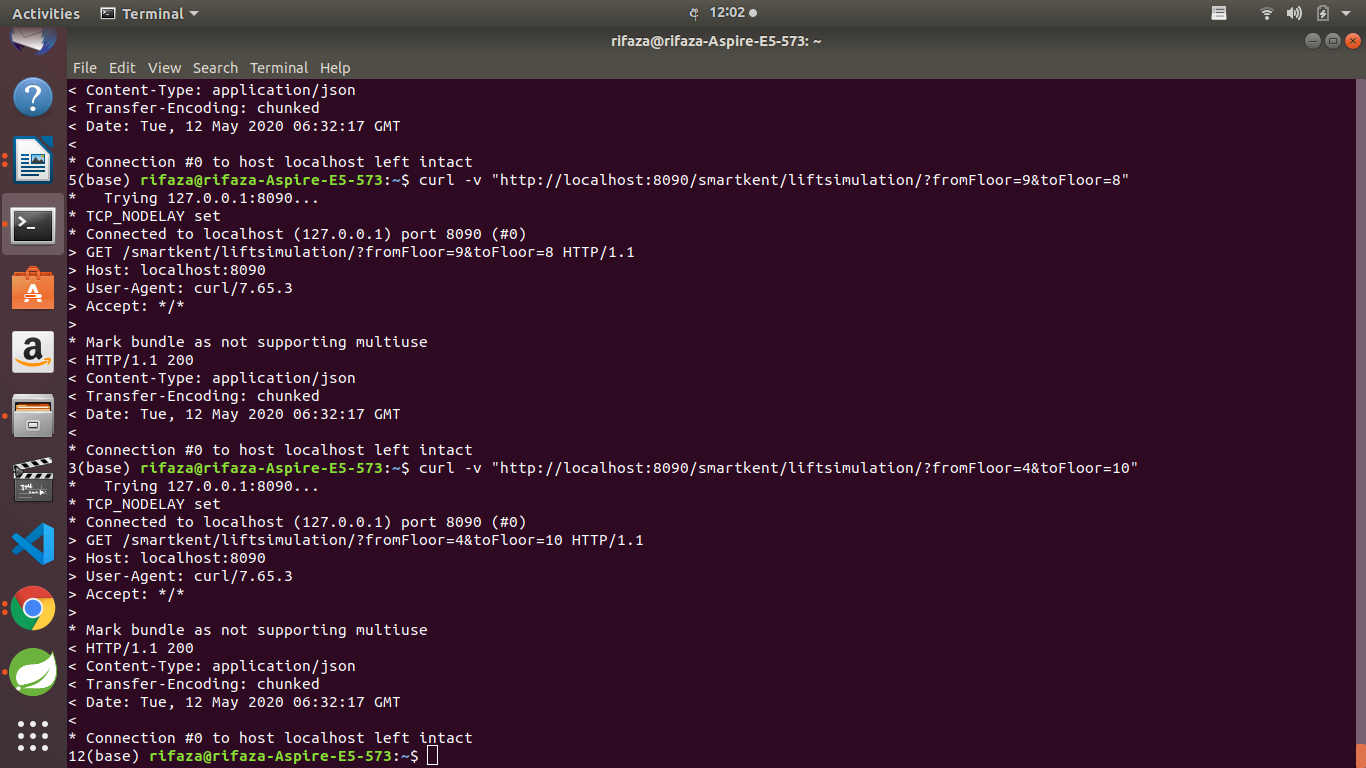 Activities Terminal 12:02
rifaza@rifaza-Aspire-E5-573: ~
File Edit View Search Terminal Help
< Content-Type: application/json
< Transfer-Encoding: chunked
< Date: Tue, 12 May 2020 06:32:17 GMT
<
* Connection #0 to host localhost left intact
5(base) rifaza@rifaza-Aspire-E5-573:~$ curl -v "http://localhost:8090/smartkent/liftsimulation/?fromFloor=9&toFloor=8"
*   Trying 127.0.0.1:8090...
* TCP_NODELAY set
* Connected to localhost (127.0.0.1) port 8090 (#0)
> GET /smartkent/liftsimulation/?fromFloor=9&toFloor=8 HTTP/1.1
> Host: localhost:8090
> User-Agent: curl/7.65.3
> Accept: */*
>
* Mark bundle as not supporting multiuse
< HTTP/1.1 200
< Content-Type: application/json
< Transfer-Encoding: chunked
< Date: Tue, 12 May 2020 06:32:17 GMT
<
* Connection #0 to host localhost left intact
3(base) rifaza@rifaza-Aspire-E5-573:~$ curl -v "http://localhost:8090/smartkent/liftsimulation/?fromFloor=4&toFloor=10"
*   Trying 127.0.0.1:8090...
* TCP_NODELAY set
* Connected to localhost (127.0.0.1) port 8090 (#0)
> GET /smartkent/liftsimulation/?fromFloor=4&toFloor=10 HTTP/1.1
> Host: localhost:8090
> User-Agent: curl/7.65.3
> Accept: */*
>
* Mark bundle as not supporting multiuse
< HTTP/1.1 200
< Content-Type: application/json
< Transfer-Encoding: chunked
< Date: Tue, 12 May 2020 06:32:17 GMT
<
* Connection #0 to host localhost left intact
12(base) rifaza@rifaza-Aspire-E5-573:~$